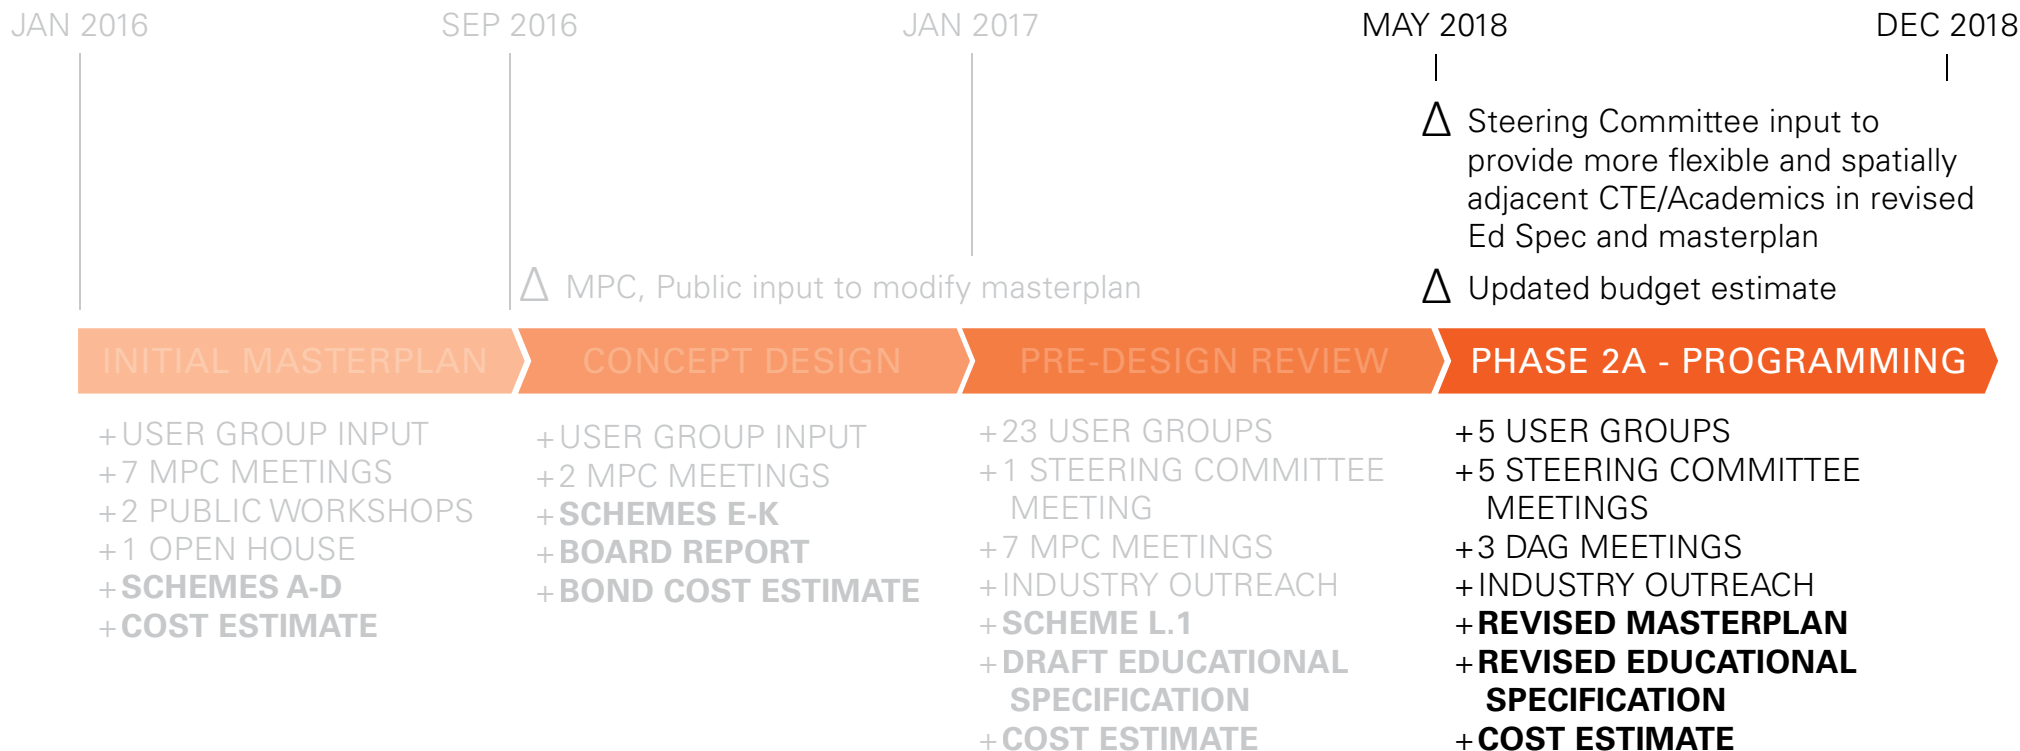 JAN 2016
SEP 2016
JAN 2017
MAY 2018
DEC 2018
Δ Steering Committee input to
provide more flexible and spatially
adjacent CTE/Academics in revised
Ed Spec and masterplan
Δ MPC, Public input to modify masterplan
Δ Updated budget estimate
INITIAL MASTERPLAN
CONCEPT DESIGN
PRE-DESIGN REVIEW
PHASE 2A - PROGRAMMING
+USER GROUP INPUT
+7 MPC MEETINGS
+2 PUBLIC WORKSHOPS
+1 OPEN HOUSE
+SCHEMES A-D
+COST ESTIMATE
+USER GROUP INPUT
+2 MPC MEETINGS
+SCHEMES E-K
+BOARD REPORT
+BOND COST ESTIMATE
+23 USER GROUPS
+1 STEERING COMMITTEE
MEETING
+7 MPC MEETINGS
+INDUSTRY OUTREACH
+SCHEME L.1
+DRAFT EDUCATIONAL
SPECIFICATION
+COST ESTIMATE
+5 USER GROUPS
+5 STEERING COMMITTEE
MEETINGS
+3 DAG MEETINGS
+INDUSTRY OUTREACH
+REVISED MASTERPLAN
+REVISED EDUCATIONAL
SPECIFICATION
+COST ESTIMATE